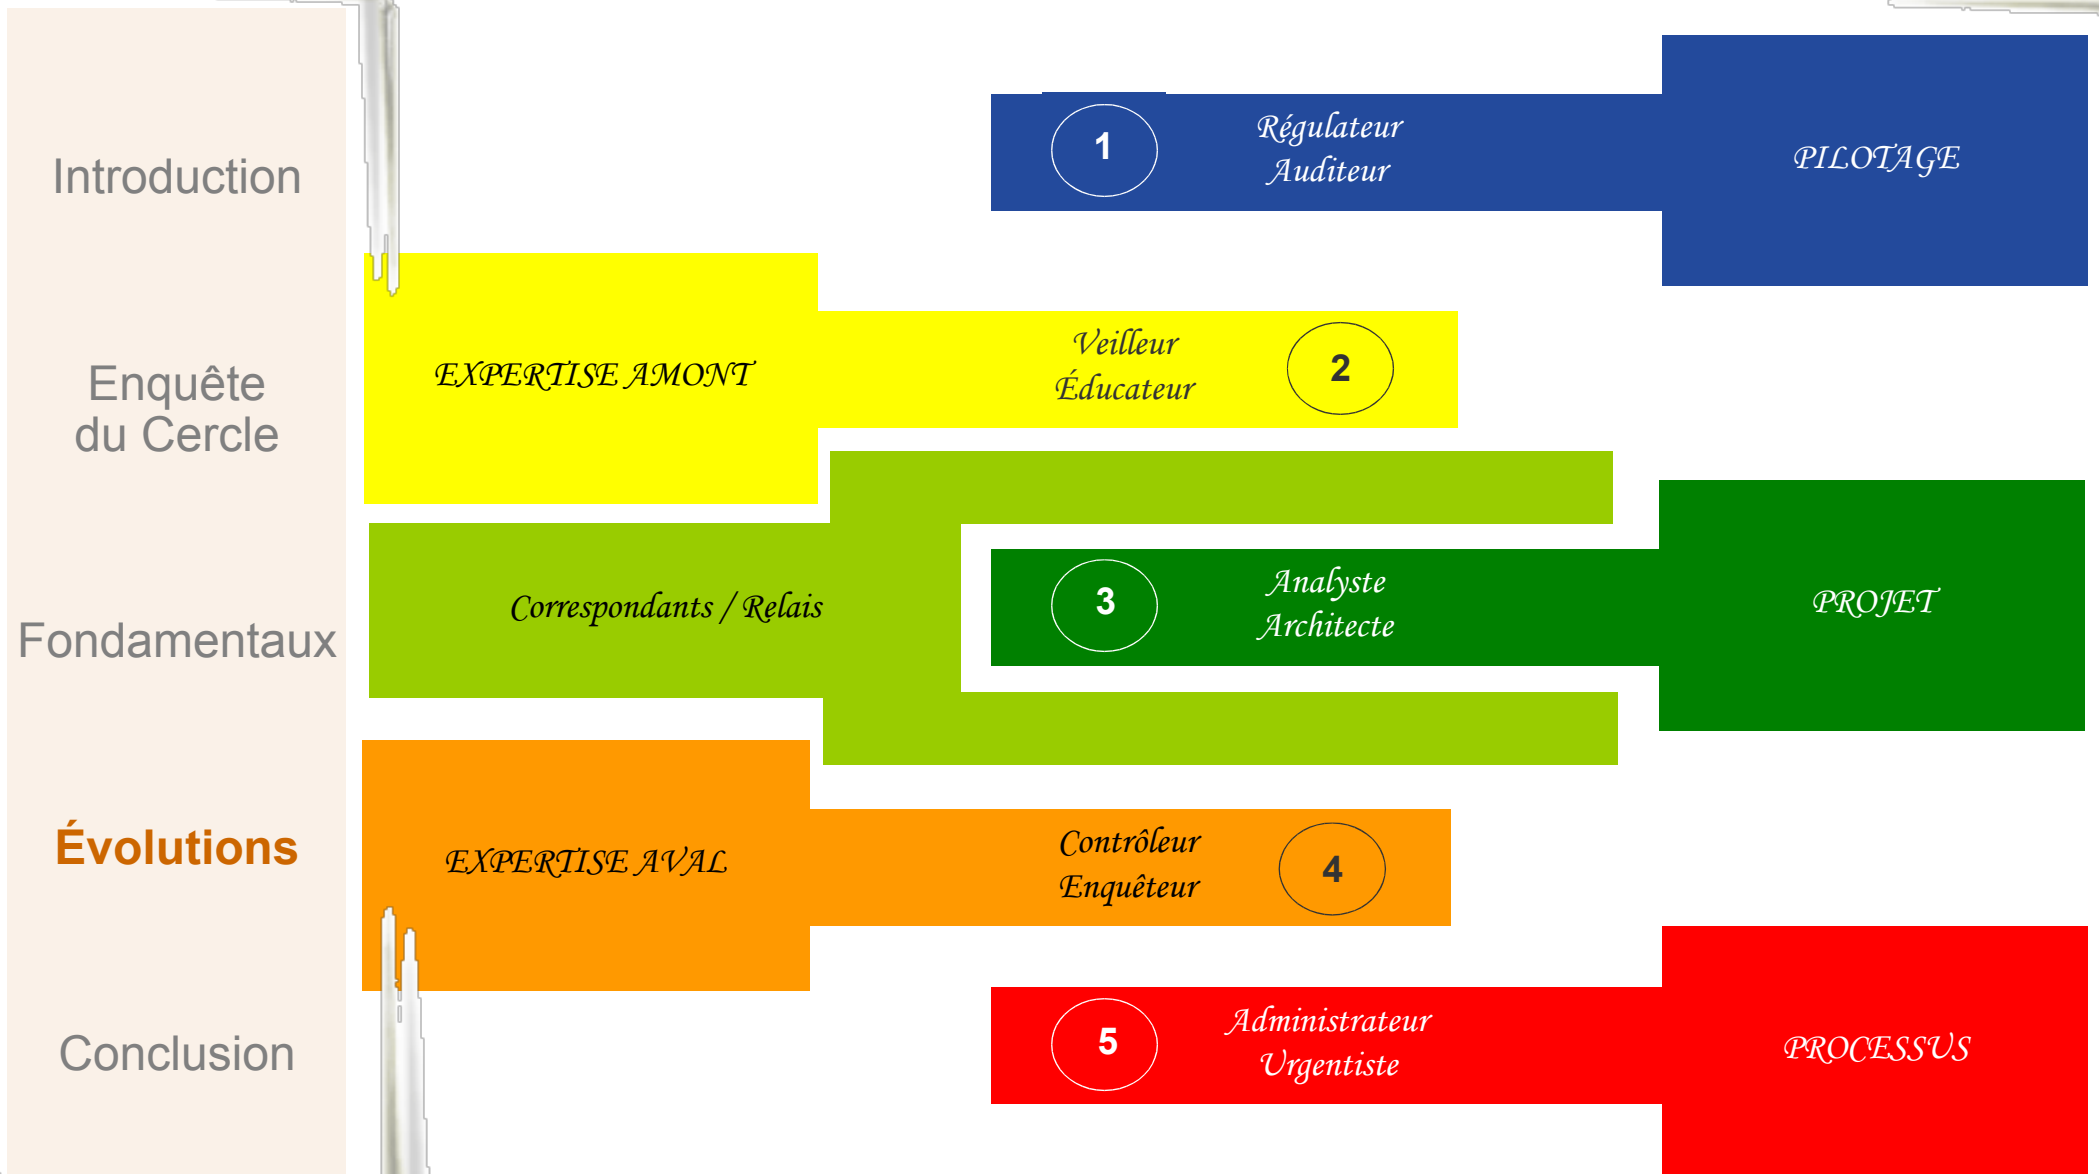 Introduction
Enquête
du Cercle
Fondamentaux
Évolutions
Conclusion
1
Régulateur
Auditeur
PILOTAGE
EXPERTISE AMONT
Veilleur
Éducateur
2
Correspondants / Relais
3
Analyste
Architecte
PROJET
EXPERTISE AVAL
Contrôleur
Enquêteur
4
5
Administrateur
Urgentiste
PROCESSUS